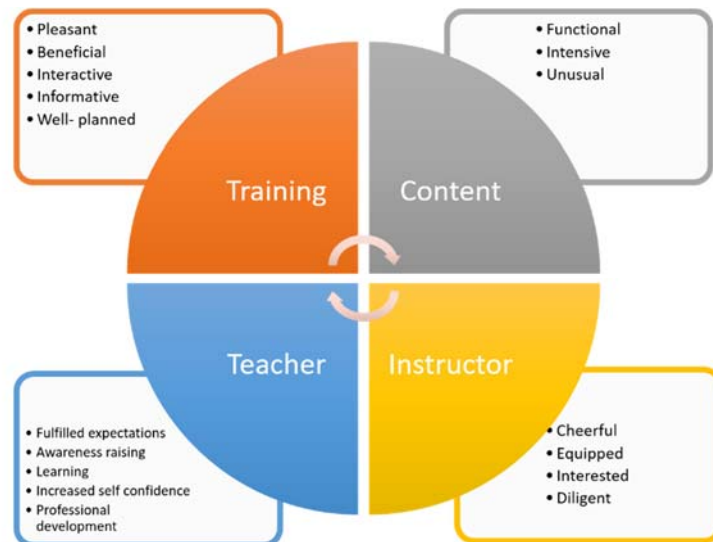 • Pleasant
• Beneficial
• Interactive
• Informative
• Well- planned
• Functional
• Intensive
• Unusual
Training
Content
Teacher
Instructor
• Fulfilled expectations
• Awareness raising
• Learning
• Increased self confidence
• Professional
development
• Cheerful
• Equipped
• Interested
• Diligent